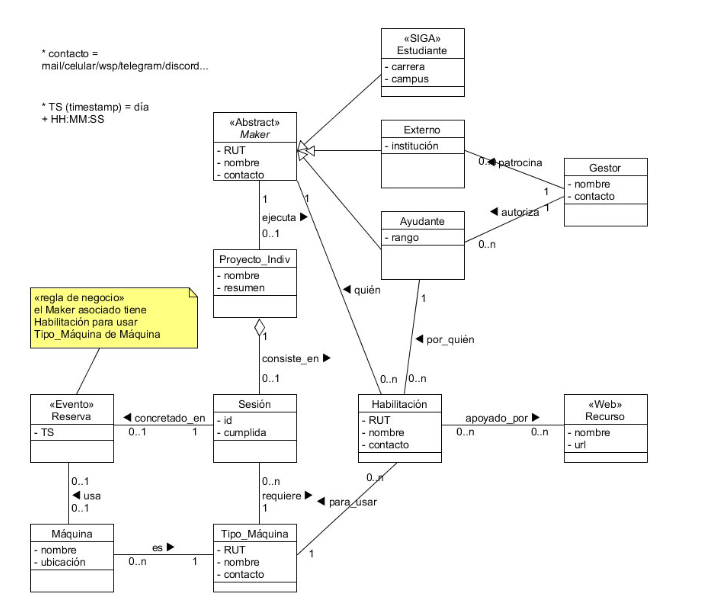 * contacto =
mail/celular/wsp/telegram/discord...
* TS (timestamp) = día
+ HH:MM:SS
«SIGA»
Estudiante
- carrera
- campus
«Abstract»
Maker
- RUT
- nombre
- contacto
Externo
- institución
0..n
patrocina
1
Gestor
- nombre
- contacto
1
autoriza
0..n
Ayudante
- rango
1
ejecuta
0..1
1
quién
0..n
1
por_quién
0..n
Proyecto_Indiv
- nombre
- resumen
«regla de negocio»
el Maker asociado tiene
Habilitación para usar
Tipo_Máquina de Máquina
1
consiste_en
0..1
«Evento»
Reserva
- TS
concretado_en
0..1
1
Sesión
- id
- cumplida
Habilitación
- RUT
- nombre
- contacto
apoyado_por
0..n
0..n
«Web»
Recurso
- nombre
- url
0..1
usa
0..1
0..n
requiere
1
0..n
para_usar
1
Máquina
- nombre
- ubicación
es
0..n
1
Tipo_Máquina
- RUT
- nombre
- contacto